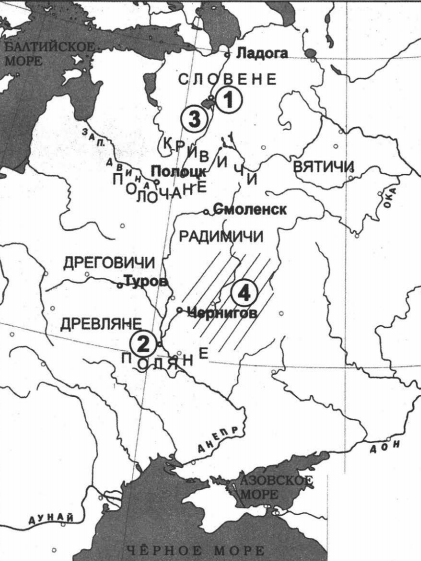 БАЛТИЙСКОЕ
МОРЕ
Ладога
СЛОВЕНЕ
1
3
КРИВИЧИ
ЗАП. ДВИНА
ВЯТИЧИ
Полоцк
ПОЛОЧАНЕ
ОКА
Смоленск
РАДИМИЧИ
ДРЕГОВИЧИ
Туров
4
Чернигов
ДРЕВЛЯНЕ
2
ПОЛЯНЕ
ДНЕПР
ДОН
АЗОВСКОЕ
МОРЕ
ДУНАЙ
ЧЁРНОЕ МОРЕ